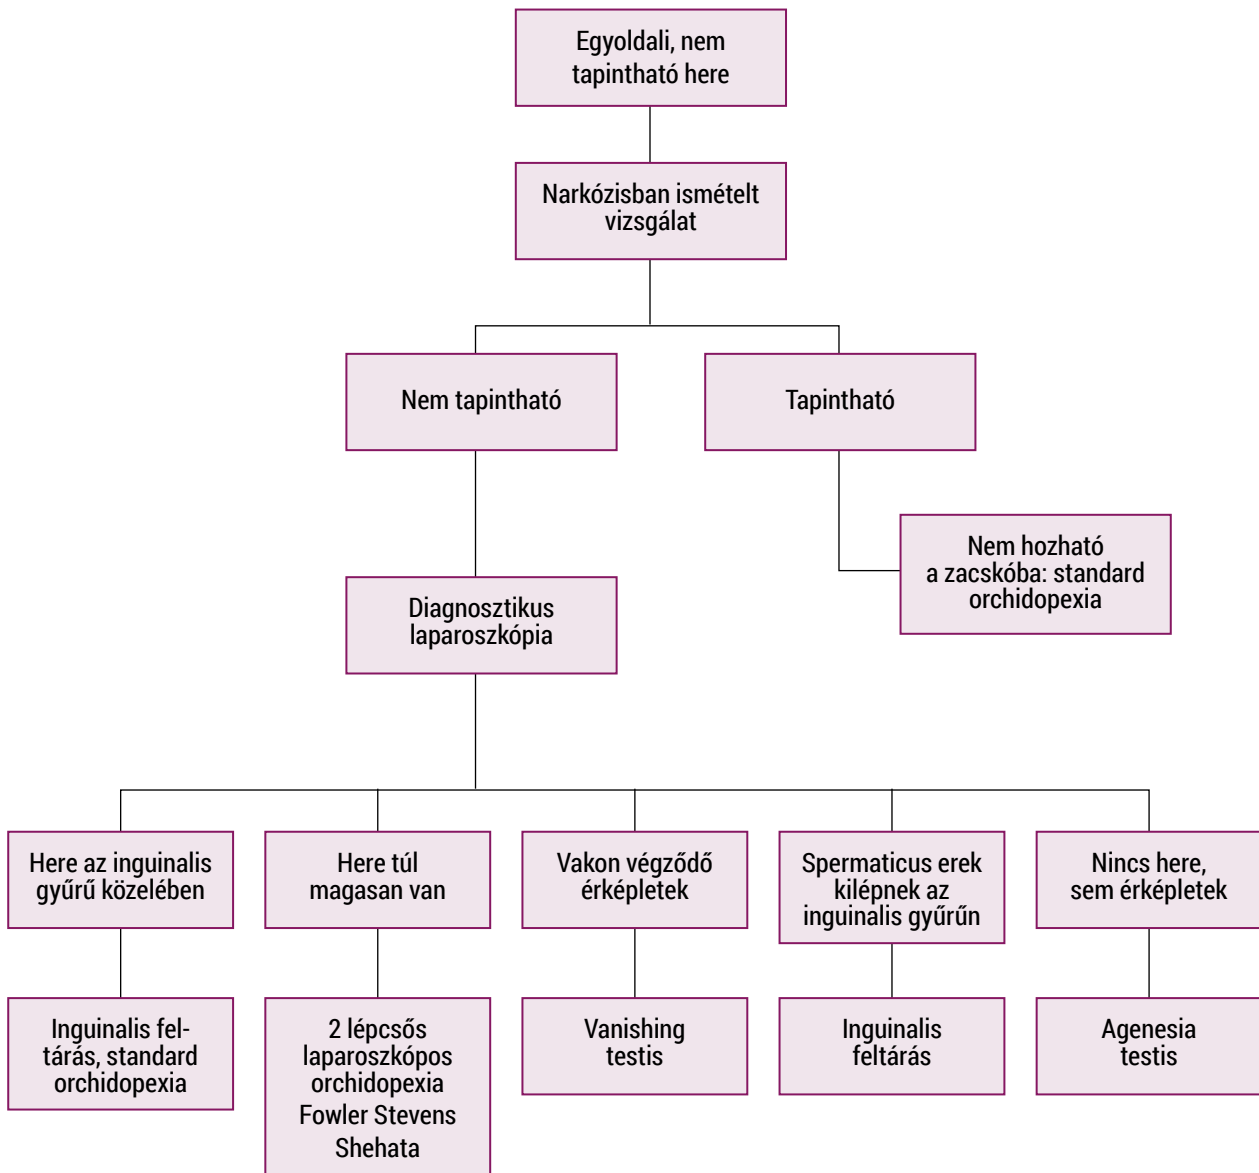 Egyoldali, nem
tapintható here
Narkózisban ismételt
vizsgálat
Nem tapintható
Tapintható
Nem hozható
a zacskóba: standard
orchidopexia
Diagnosztikus
laparoszkópia
Here az inguinalis
gyűrű közelében
Here túl
magasan van
Vakon végződő
érképletek
Spermaticus erek
kilépnek az
inguinalis gyűrűn
Nincs here,
sem érképletek
Inguinalis fel-
tárás, standard
orchidopexia
2 lépcsős
laparoszkópos
orchidopexia
Fowler Stevens
Shehata
Vanishing
testis
Inguinalis
feltárás
Agenesia
testis